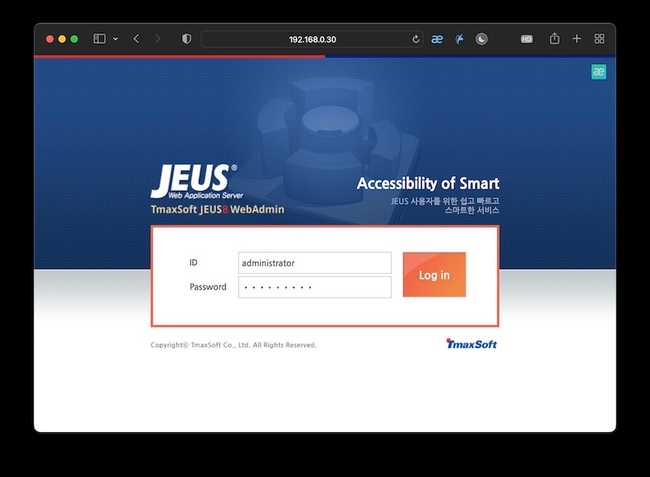 192.168.0.30
æ
HD
æ
JEUS®
Web Application Server
TmaxSoft JEUS8 WebAdmin
Accessibility of Smart
JEUS 사용자를 위한 쉽고 빠르고
스마트한 서비스
ID
administrator
Log in
Password
Copyright© TmaxSoft Co., Ltd. All Rights Reserved.
TmaxSoft